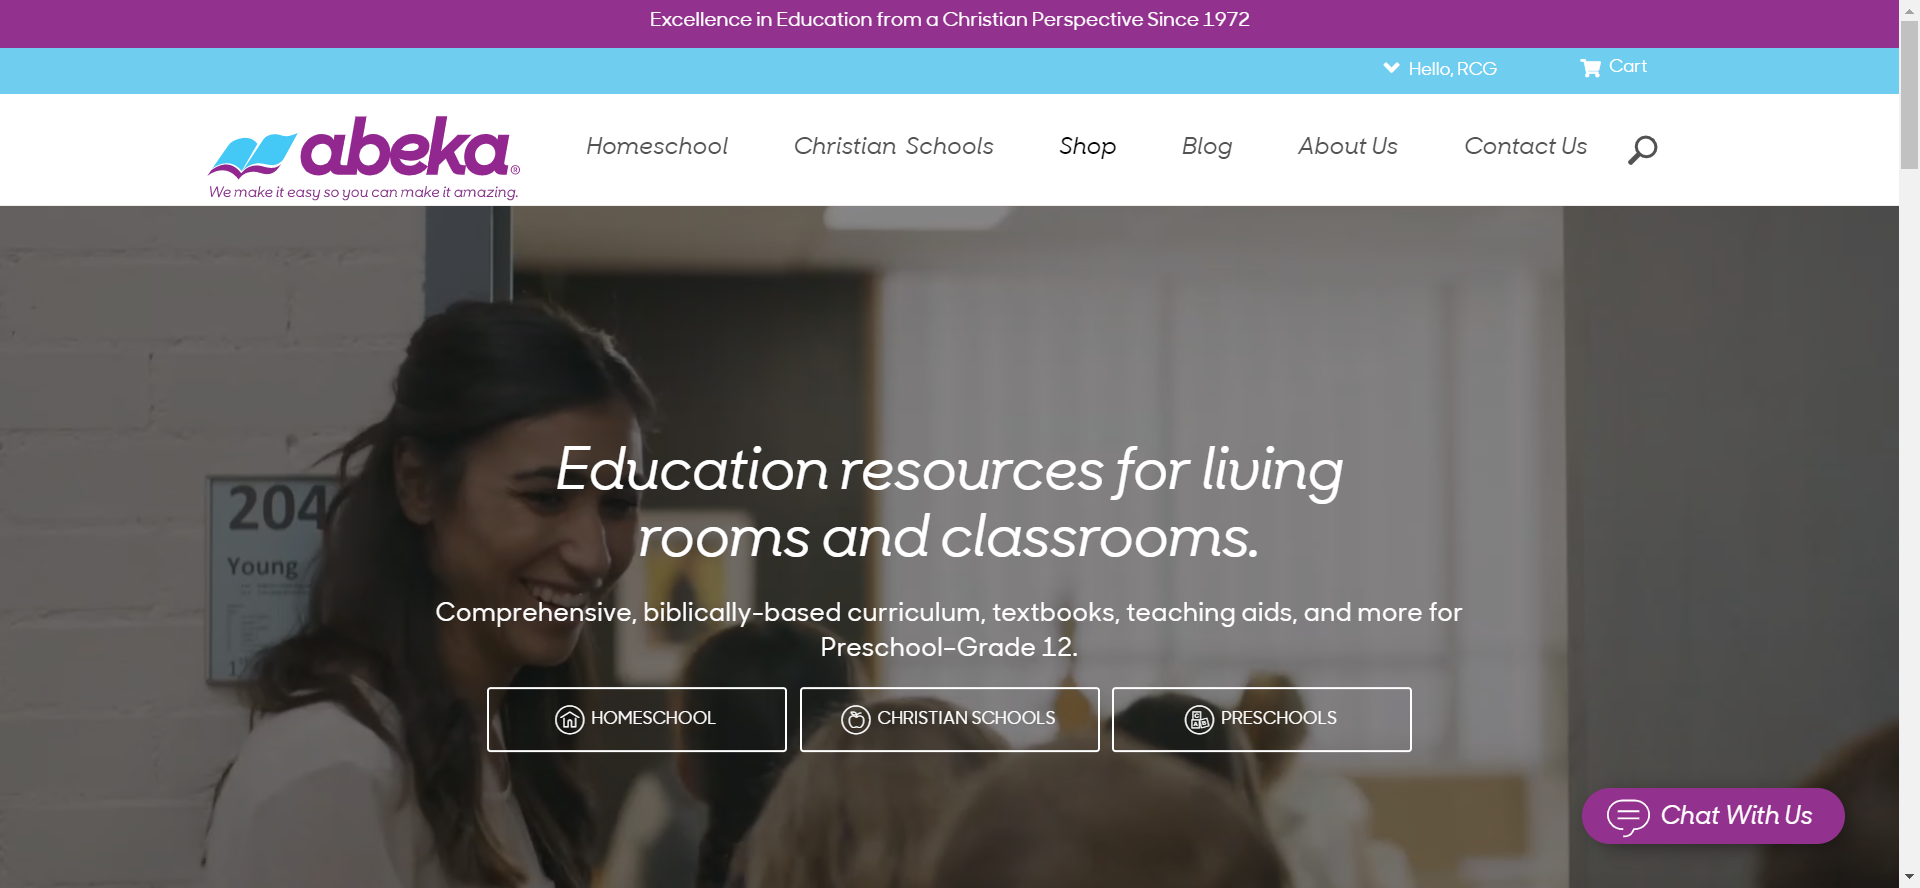 Excellence in Education from a Christian Perspective Since 1972
Hello, RCG
Cart
abeka®
We make it easy so you can make it amazing.
Homeschool
Christian Schools
Shop
Blog
About Us
Contact Us
204
Young
Education resources for living
rooms and classrooms.
Comprehensive, biblically-based curriculum, textbooks, teaching aids, and more for
Preschool–Grade 12.
HOMESCHOOL
CHRISTIAN SCHOOLS
PRESCHOOLS
Chat With Us